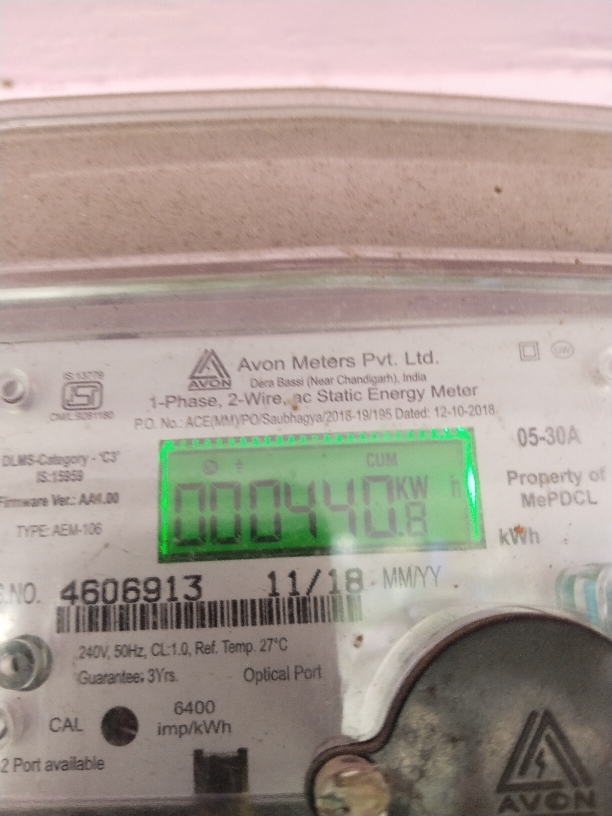 Avon Meters Pvt. Ltd.
AVON
Dera Bassi (Near Chandigarh), India
1-Phase, 2-Wire, ac Static Energy Meter
P.O. No.: ACE(MM)/PO/Saubhagya/2018-19/195 Dated: 12-10-2018
IS:13779
DLMS-Category - 'C3'
IS:15959
Firmware Ver.: AA4.00
TYPE: AEM-106
CUM
000440.8 KW h
05-30A
Property of
MePDCL
kWh
S.NO. 4606913 11/18 MM/YY
240V, 50Hz, CL:1.0, Ref. Temp. 27°C
Guarantee: 3Yrs. Optical Port
CAL
6400
imp/kWh
2 Port available
AVON